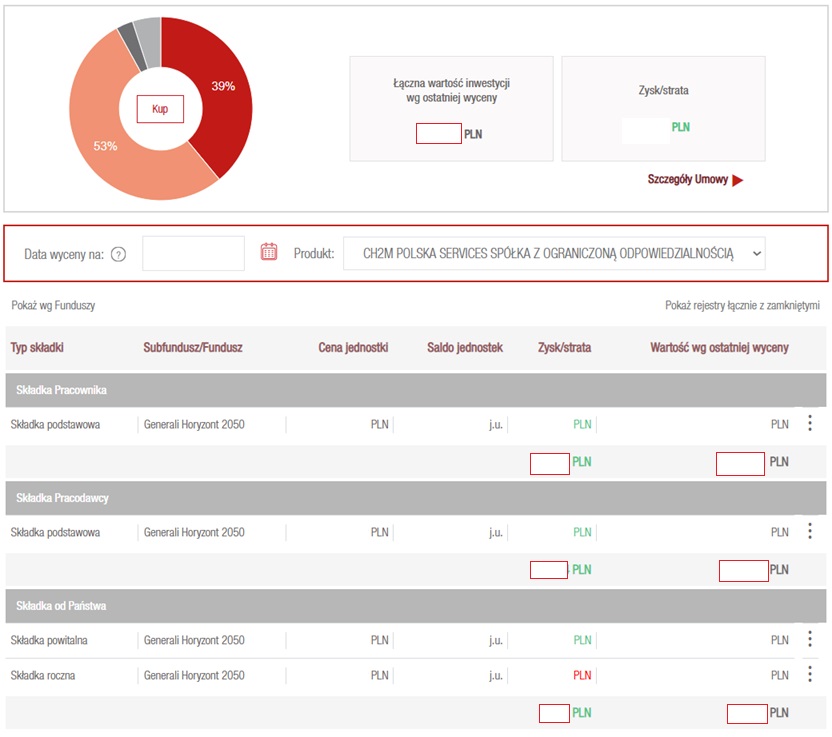 39%
53%
Kup
Łączna wartość inwestycji
wg ostatniej wyceny
PLN
Zysk/strata
PLN
Szczegóły Umowy
Data wyceny na: ?
Produkt: CH2M POLSKA SERVICES SPÓŁKA Z OGRANICZONĄ ODPOWIEDZIALNOŚCIĄ
Pokaż wg Funduszy Pokaż rejestry łącznie z zamkniętymi
Typ składki Subfundusz/Fundusz Cena jednostki Saldo jednostek Zysk/strata Wartość wg ostatniej wyceny
Składka Pracownika
Składka podstawowa Generali Horyzont 2050 PLN j.u. PLN PLN
PLN PLN
Składka Pracodawcy
Składka podstawowa Generali Horyzont 2050 PLN j.u. PLN PLN
PLN PLN
Składka od Państwa
Składka powitalna Generali Horyzont 2050 PLN j.u. PLN PLN
Składka roczna Generali Horyzont 2050 PLN j.u. PLN PLN
PLN PLN